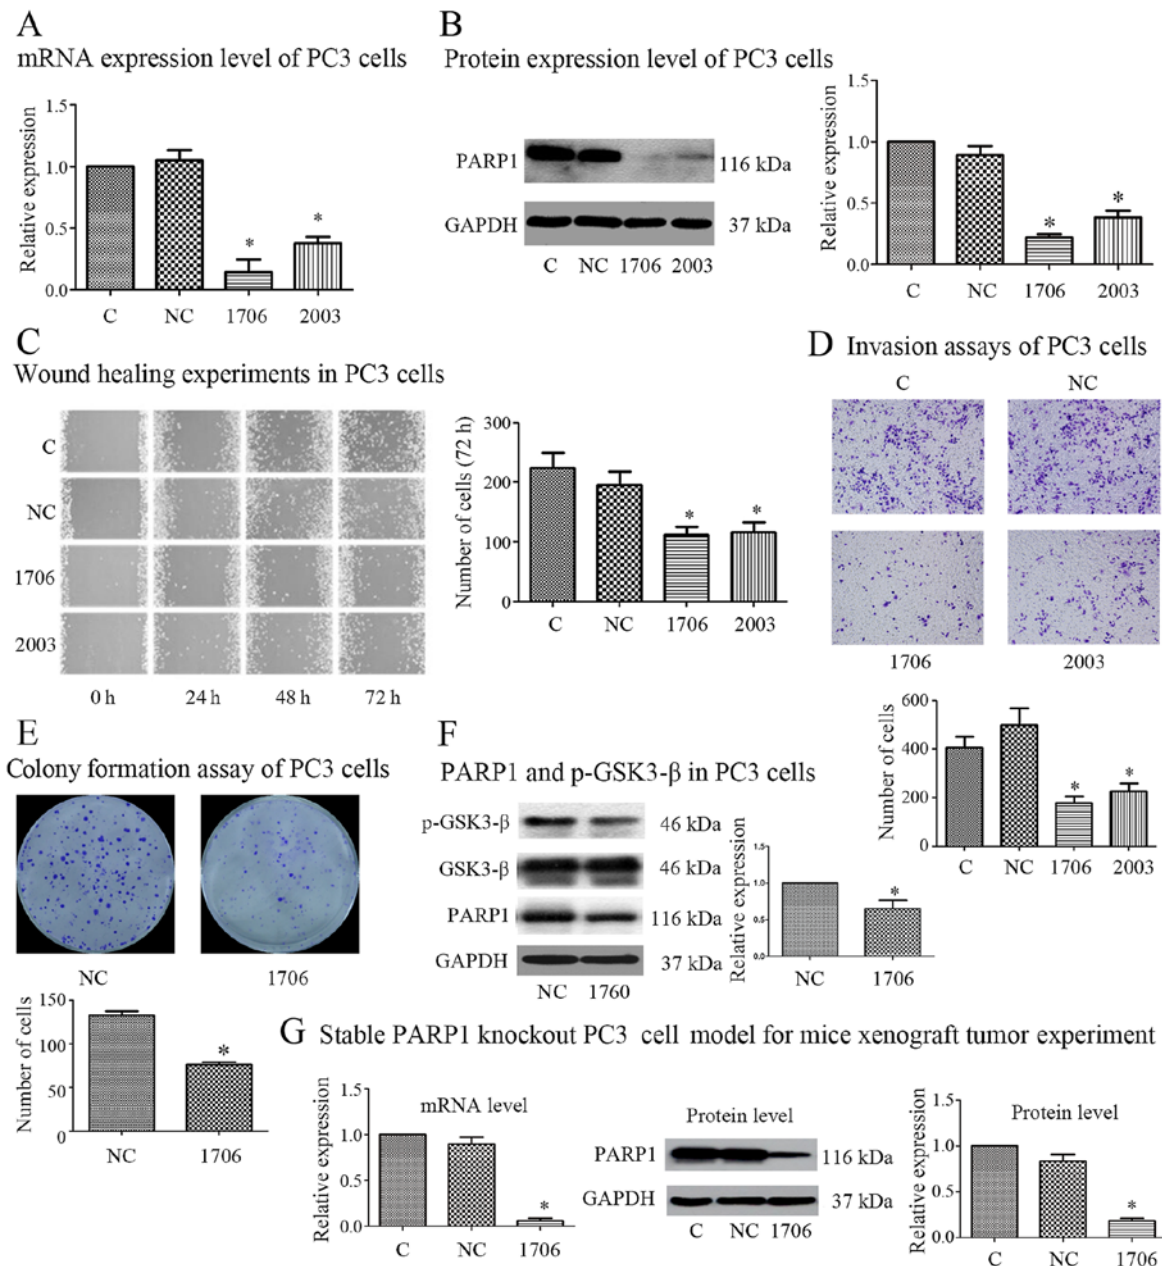 A
mRNA expression level of PC3 cells
Relative expression
1.5
1.0
0.5
0.0
*
*
C NC 1706 2003
B
Protein expression level of PC3 cells
PARP1 116 kDa
GAPDH 37 kDa
C NC 1706 2003
Relative expression
1.5
1.0
0.5
0.0
*
*
C NC 1706 2003
C
Wound healing experiments in PC3 cells
C
NC
1706
2003
0 h 24 h 48 h 72 h
Number of cells (72 h)
300
200
100
0
* *
C NC 1706 2003
D Invasion assays of PC3 cells
C NC
1706 2003
Number of cells
600
400
200
0
* *
C NC 1706 2003
E
Colony formation assay of PC3 cells
NC 1706
Number of cells
150
100
50
0
*
NC 1706
F
PARP1 and p-GSK3-β in PC3 cells
p-GSK3-β 46 kDa
GSK3-β 46 kDa
PARP1 116 kDa
GAPDH 37 kDa
NC 1760
Relative expression
1.5
1.0
0.5
0.0
*
NC 1706
G Stable PARP1 knockout PC3 cell model for mice xenograft tumor experiment
mRNA level
Relative expression
1.5
1.0
0.5
0.0
*
C NC 1706
Protein level
PARP1 116 kDa
GAPDH 37 kDa
C NC 1706
Protein level
Relative expression
1.5
1.0
0.5
0.0
*
C NC 1706